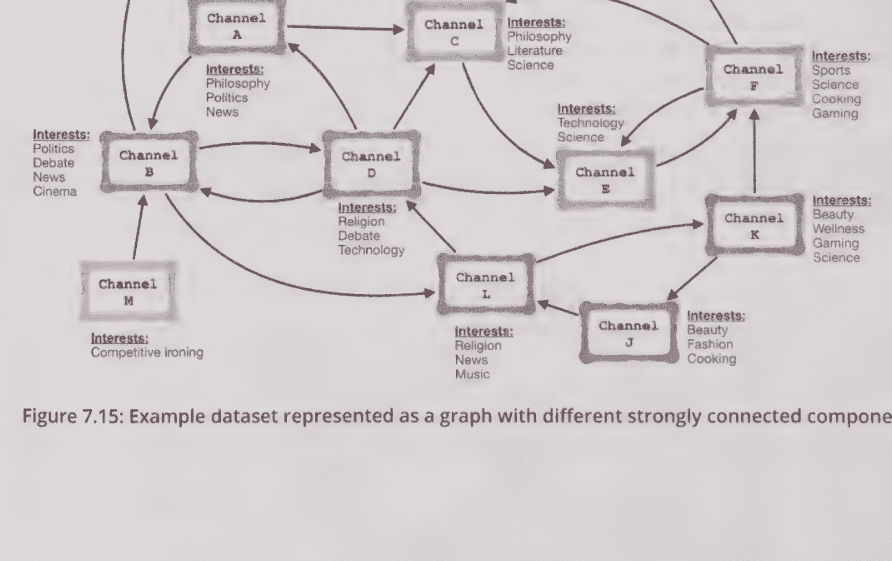 Channel
A
Interests:
Philosophy
Politics
News
Channel
C
Interests:
Philosophy
Literature
Science
Channel
F
Interests:
Sports
Science
Cooking
Gaming
Interests:
Politics
Debate
News
Cinema
Channel
B
Channel
D
Interests:
Religion
Debate
Technology
Interests:
Technology
Science
Channel
E
Channel
K
Interests:
Beauty
Wellness
Gaming
Science
Channel
M
Interests:
Competitive ironing
Channel
L
Interests:
Religion
News
Music
Channel
J
Interests:
Beauty
Fashion
Cooking
Figure 7.15: Example dataset represented as a graph with different strongly connected compone